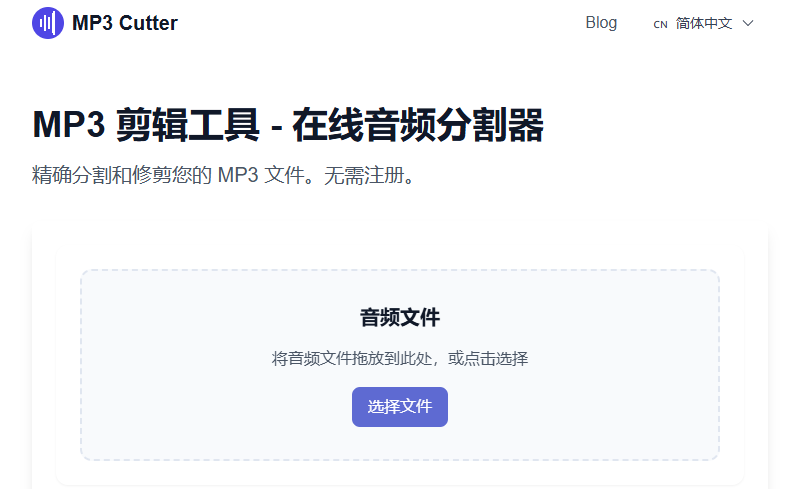 MP3 Cutter
Blog
CN 简体中文
MP3 剪辑工具 - 在线音频分割器
精确分割和修剪您的 MP3 文件。无需注册。
音频文件
将音频文件拖放到此处，或点击选择
选择文件